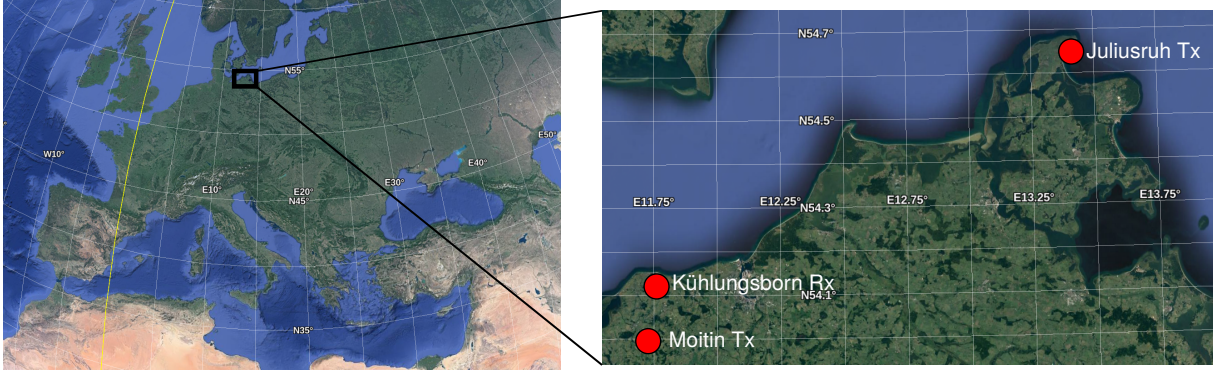 N55°
E50°
W10°
E40°
E30°
E10°
E20°
N45°
N35°
N54.7°
Juliusruh Tx
N54.5°
E11.75°
E12.25°
N54.3°
E12.75°
E13.25°
E13.75°
Kühlungsborn Rx
N54.1°
Moitin Tx